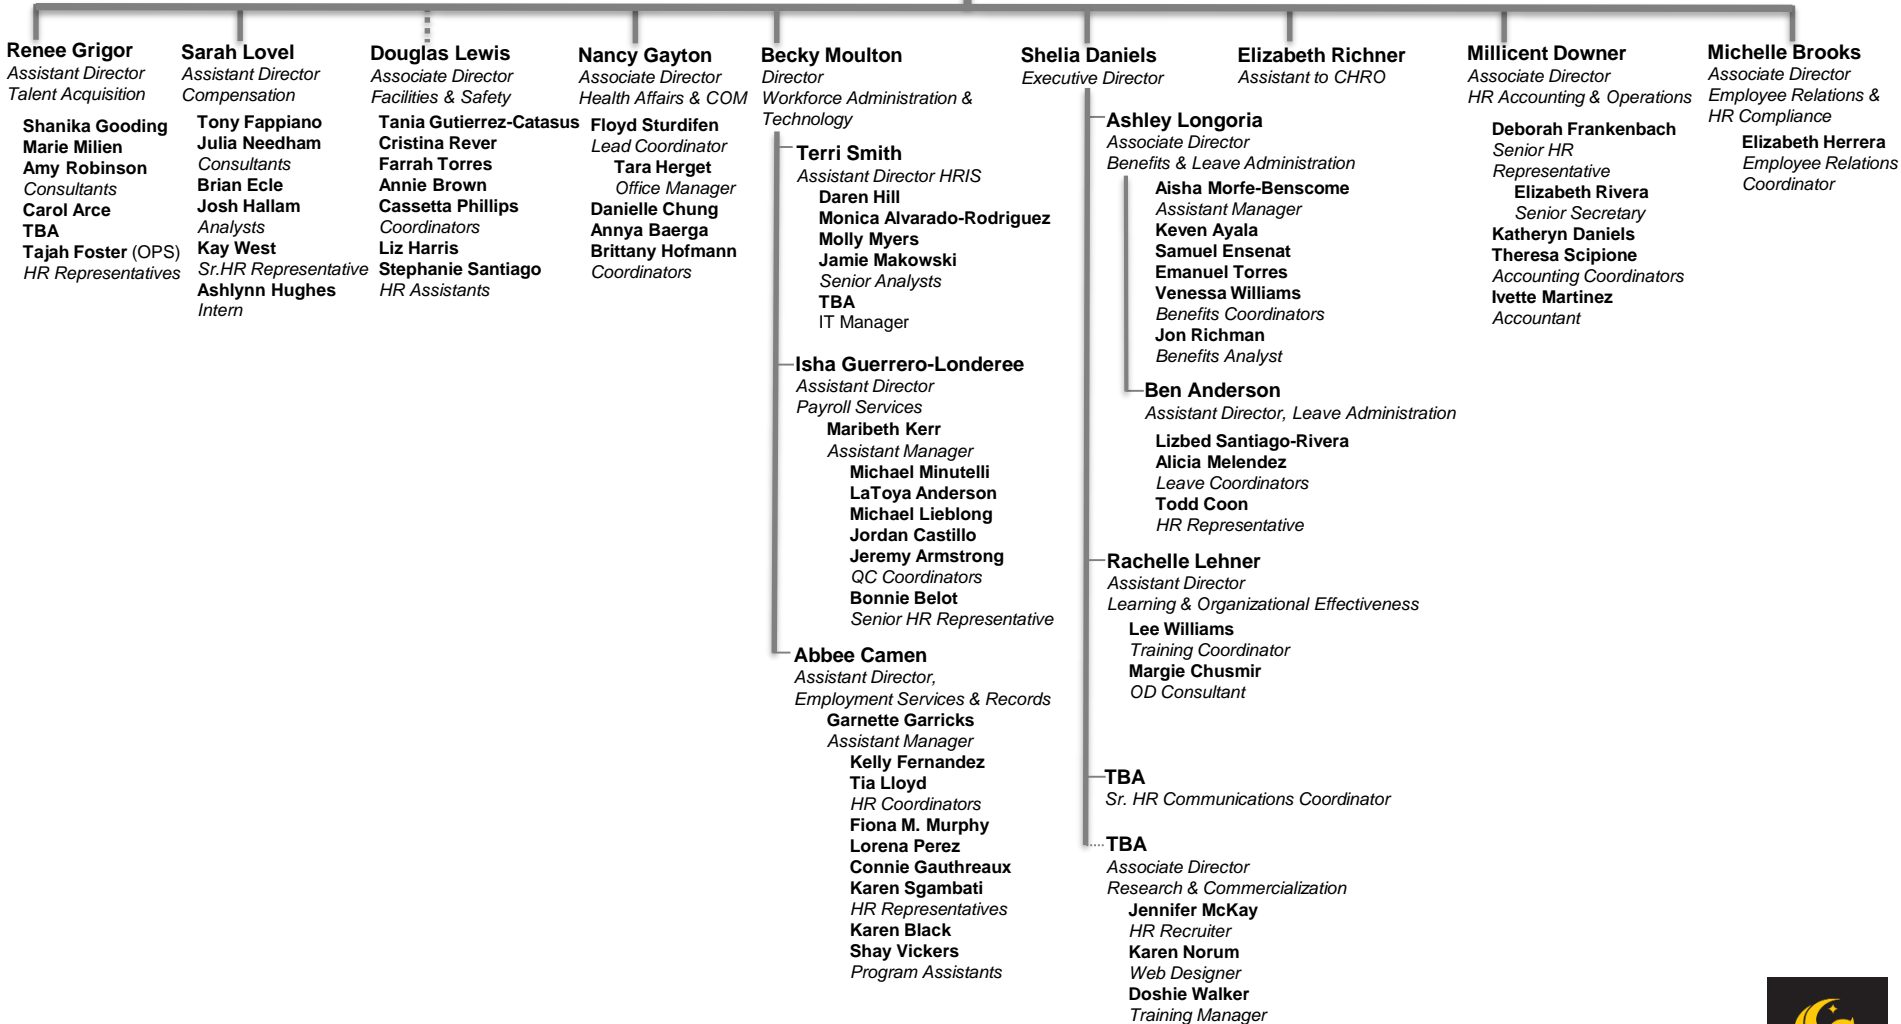 Renee Grigor
Assistant Director
Talent Acquisition
Shanika Gooding
Marie Milien
Amy Robinson
Consultants
Carol Arce
TBA
Tajah Foster (OPS)
HR Representatives
Sarah Lovel
Assistant Director
Compensation
Tony Fappiano
Julia Needham
Consultants
Brian Ecle
Josh Hallam
Analysts
Kay West
Sr.HR Representative
Ashlynn Hughes
Intern
Douglas Lewis
Associate Director
Facilities & Safety
Tania Gutierrez-Catasus
Cristina Rever
Farrah Torres
Annie Brown
Cassetta Phillips
Coordinators
Liz Harris
Stephanie Santiago
HR Assistants
Nancy Gayton
Associate Director
Health Affairs & COM
Floyd Sturdifen
Lead Coordinator
Tara Herget
Office Manager
Danielle Chung
Annya Baerga
Brittany Hofmann
Coordinators
Becky Moulton
Director
Workforce Administration &
Technology
Terri Smith
Assistant Director HRIS
Daren Hill
Monica Alvarado-Rodriguez
Molly Myers
Jamie Makowski
Senior Analysts
TBA
IT Manager
Isha Guerrero-Londeree
Assistant Director
Payroll Services
Maribeth Kerr
Assistant Manager
Michael Minutelli
LaToya Anderson
Michael Lieblong
Jordan Castillo
Jeremy Armstrong
QC Coordinators
Bonnie Belot
Senior HR Representative
Abbee Camen
Assistant Director,
Employment Services & Records
Garnette Garricks
Assistant Manager
Kelly Fernandez
Tia Lloyd
HR Coordinators
Fiona M. Murphy
Lorena Perez
Connie Gauthreaux
Karen Sgambati
HR Representatives
Karen Black
Shay Vickers
Program Assistants
Shelia Daniels
Executive Director
Ashley Longoria
Associate Director
Benefits & Leave Administration
Aisha Morfe-Benscome
Assistant Manager
Keven Ayala
Samuel Ensenat
Emanuel Torres
Venessa Williams
Benefits Coordinators
Jon Richman
Benefits Analyst
Ben Anderson
Assistant Director, Leave Administration
Lizbed Santiago-Rivera
Alicia Melendez
Leave Coordinators
Todd Coon
HR Representative
Rachelle Lehner
Assistant Director
Learning & Organizational Effectiveness
Lee Williams
Training Coordinator
Margie Chusmir
OD Consultant
TBA
Sr. HR Communications Coordinator
TBA
Associate Director
Research & Commercialization
Jennifer McKay
HR Recruiter
Karen Norum
Web Designer
Doshie Walker
Training Manager
Elizabeth Richner
Assistant to CHRO
Millicent Downer
Associate Director
HR Accounting & Operations
Deborah Frankenbach
Senior HR
Representative
Elizabeth Rivera
Senior Secretary
Katheryn Daniels
Theresa Scipione
Accounting Coordinators
Ivette Martinez
Accountant
Michelle Brooks
Associate Director
Employee Relations &
HR Compliance
Elizabeth Herrera
Employee Relations
Coordinator